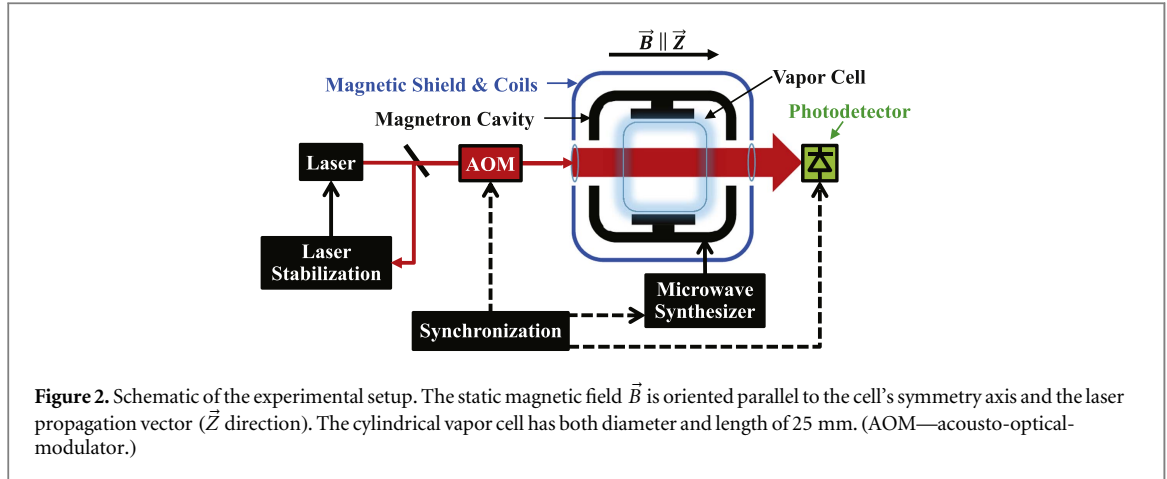 B⃗ ∥ Z⃗
Vapor Cell
Magnetic Shield & Coils
Photodetector
Magnetron Cavity
Laser
AOM
Laser
Stabilization
Microwave
Synthesizer
Synchronization
Figure 2. Schematic of the experimental setup. The static magnetic field B⃗ is oriented parallel to the cell's symmetry axis and the laser
propagation vector (Z⃗ direction). The cylindrical vapor cell has both diameter and length of 25 mm. (AOM—acousto-optical-
modulator.)